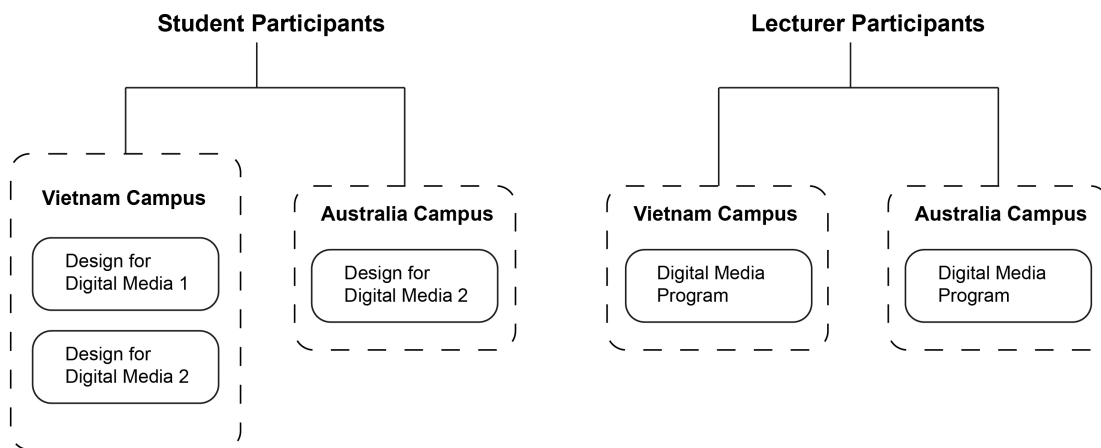 Student Participants
Vietnam Campus
Design for
Digital Media 1
Design for
Digital Media 2
Australia Campus
Design for
Digital Media 2
Lecturer Participants
Vietnam Campus
Digital Media
Program
Australia Campus
Digital Media
Program